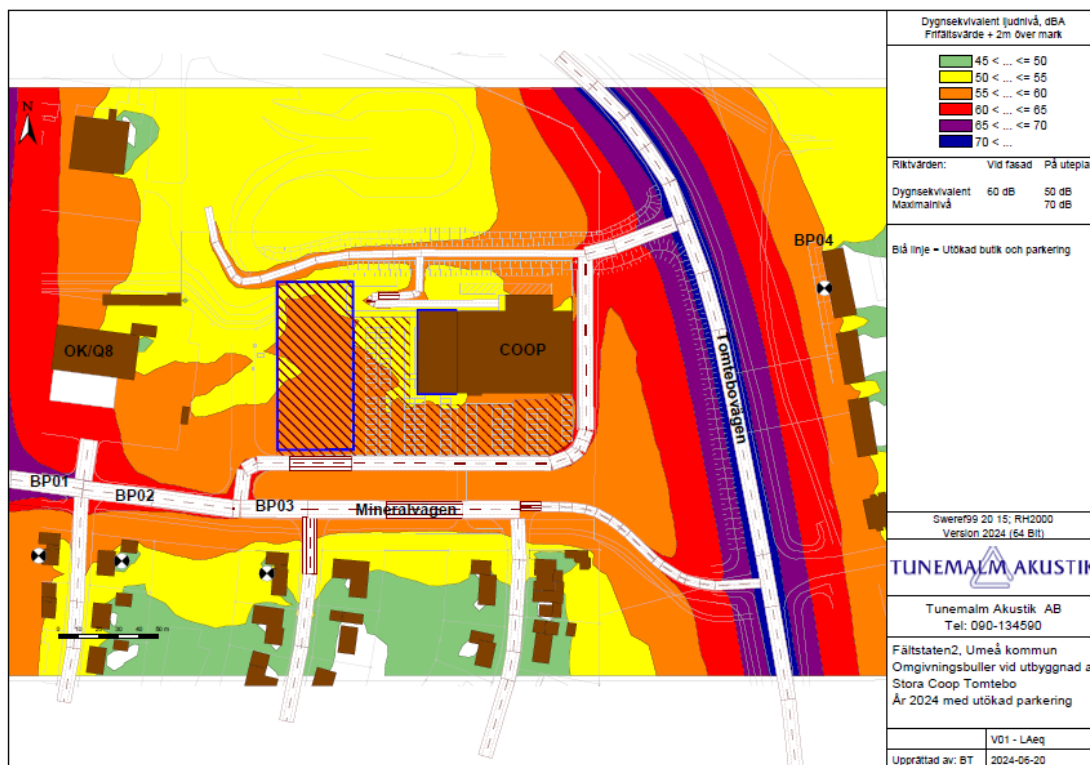 Dygnsekvivalent ljudnivå, dBA
Frifältsvärde + 2m över mark
45 < ... <= 50
50 < ... <= 55
55 < ... <= 60
60 < ... <= 65
65 < ... <= 70
70 < ...
Riktvärden: Vid fasad På uteplat
Dygnsekvivalent 60 dB 50 dB
Maximalnivå 70 dB
Blå linje = Utökad butik och parkering
N
BP04
OK/Q8
COOP
Tomtebovägen
BP01
BP02
BP03
Mineralvägen
Sweref99 20 15; RH2000
Version 2024 (64 Bit)
TUNEMALM AKUSTIK
Tunemalm Akustik AB
Tel: 090-134590
Fältstaten2, Umeå kommun
Omgivningsbuller vid utbyggnad a
Stora Coop Tomtebo
År 2024 med utökad parkering
V01 - LAeq
Upprättad av: BT 2024-06-20